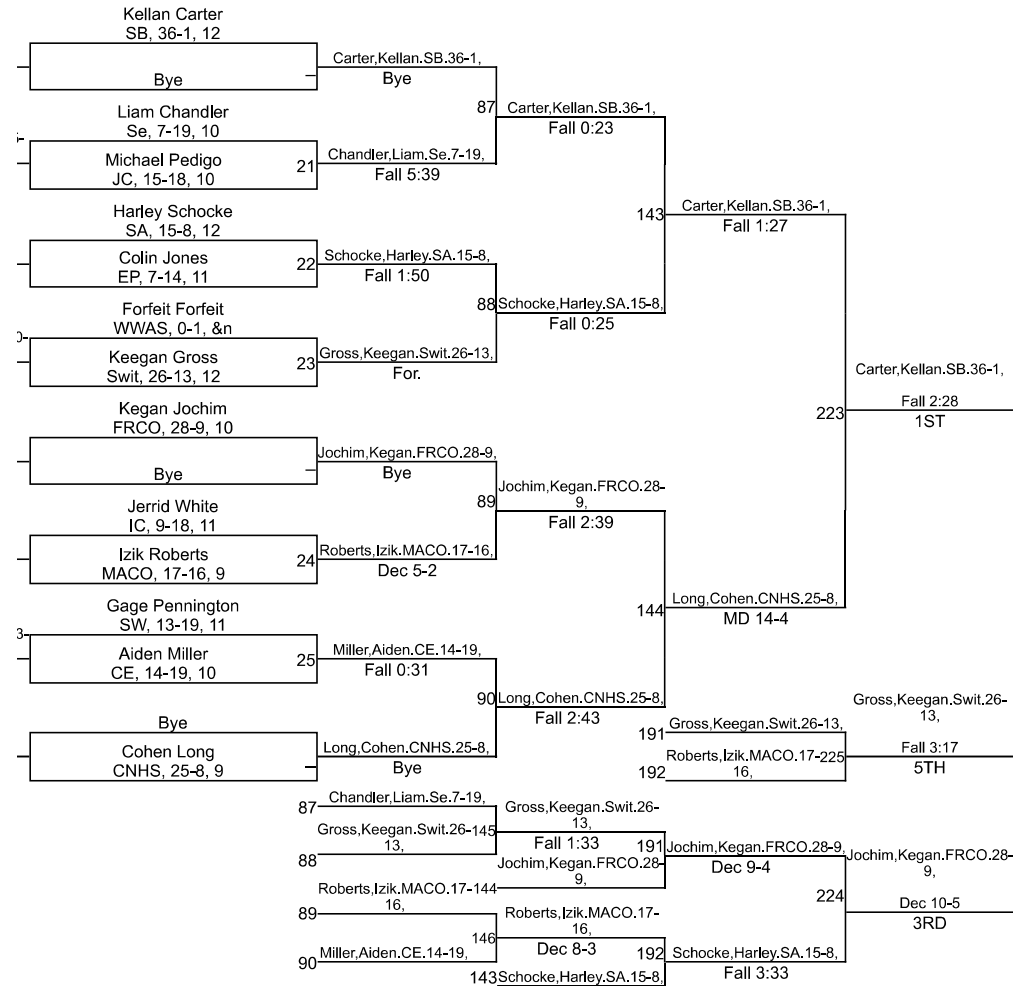 Kellan Carter
SB, 36-1, 12
Carter,Kellan.SB.36-1,
Bye
Bye
87
Carter,Kellan.SB.36-1,
Fall 0:23
Liam Chandler
Se, 7-19, 10
Michael Pedigo
JC, 15-18, 10
21
Chandler,Liam.Se.7-19,
Fall 5:39
143
Carter,Kellan.SB.36-1,
Fall 1:27
Harley Schocke
SA, 15-8, 12
Colin Jones
EP, 7-14, 11
22
Schocke,Harley.SA.15-8,
Fall 1:50
88
Schocke,Harley.SA.15-8,
Fall 0:25
Forfeit Forfeit
WWAS, 0-1, &n
Keegan Gross
Swit, 26-13, 12
23
Gross,Keegan.Swit.26-13,
For.
223
Carter,Kellan.SB.36-1,
Fall 2:28
1ST
Kegan Jochim
FRCO, 28-9, 10
Bye
Jochim,Kegan.FRCO.28-9,
Bye
89
Jochim,Kegan.FRCO.28-
9,
Fall 2:39
Jerrid White
IC, 9-18, 11
Izik Roberts
MACO, 17-16, 9
24
Roberts,Izik.MACO.17-16,
Dec 5-2
144
Long,Cohen.CNHS.25-8,
MD 14-4
Gage Pennington
SW, 13-19, 11
Aiden Miller
CE, 14-19, 10
25
Miller,Aiden.CE.14-19,
Fall 0:31
90
Long,Cohen.CNHS.25-8,
Fall 2:43
Bye
Cohen Long
CNHS, 25-8, 9
Long,Cohen.CNHS.25-8,
Bye
191
Gross,Keegan.Swit.26-13,
192
Roberts,Izik.MACO.17-
16,
225
Gross,Keegan.Swit.26-
13,
Fall 3:17
5TH
87
Chandler,Liam.Se.7-19,
88
Gross,Keegan.Swit.26-
13,
145
Gross,Keegan.Swit.26-
13,
Fall 1:33
144
Jochim,Kegan.FRCO.28-
9,
191
Jochim,Kegan.FRCO.28-9,
Dec 9-4
89
Roberts,Izik.MACO.17-
16,
90
Miller,Aiden.CE.14-19,
146
Roberts,Izik.MACO.17-
16,
Dec 8-3
143
Schocke,Harley.SA.15-8,
192
Schocke,Harley.SA.15-8,
Fall 3:33
224
Jochim,Kegan.FRCO.28-
9,
Dec 10-5
3RD